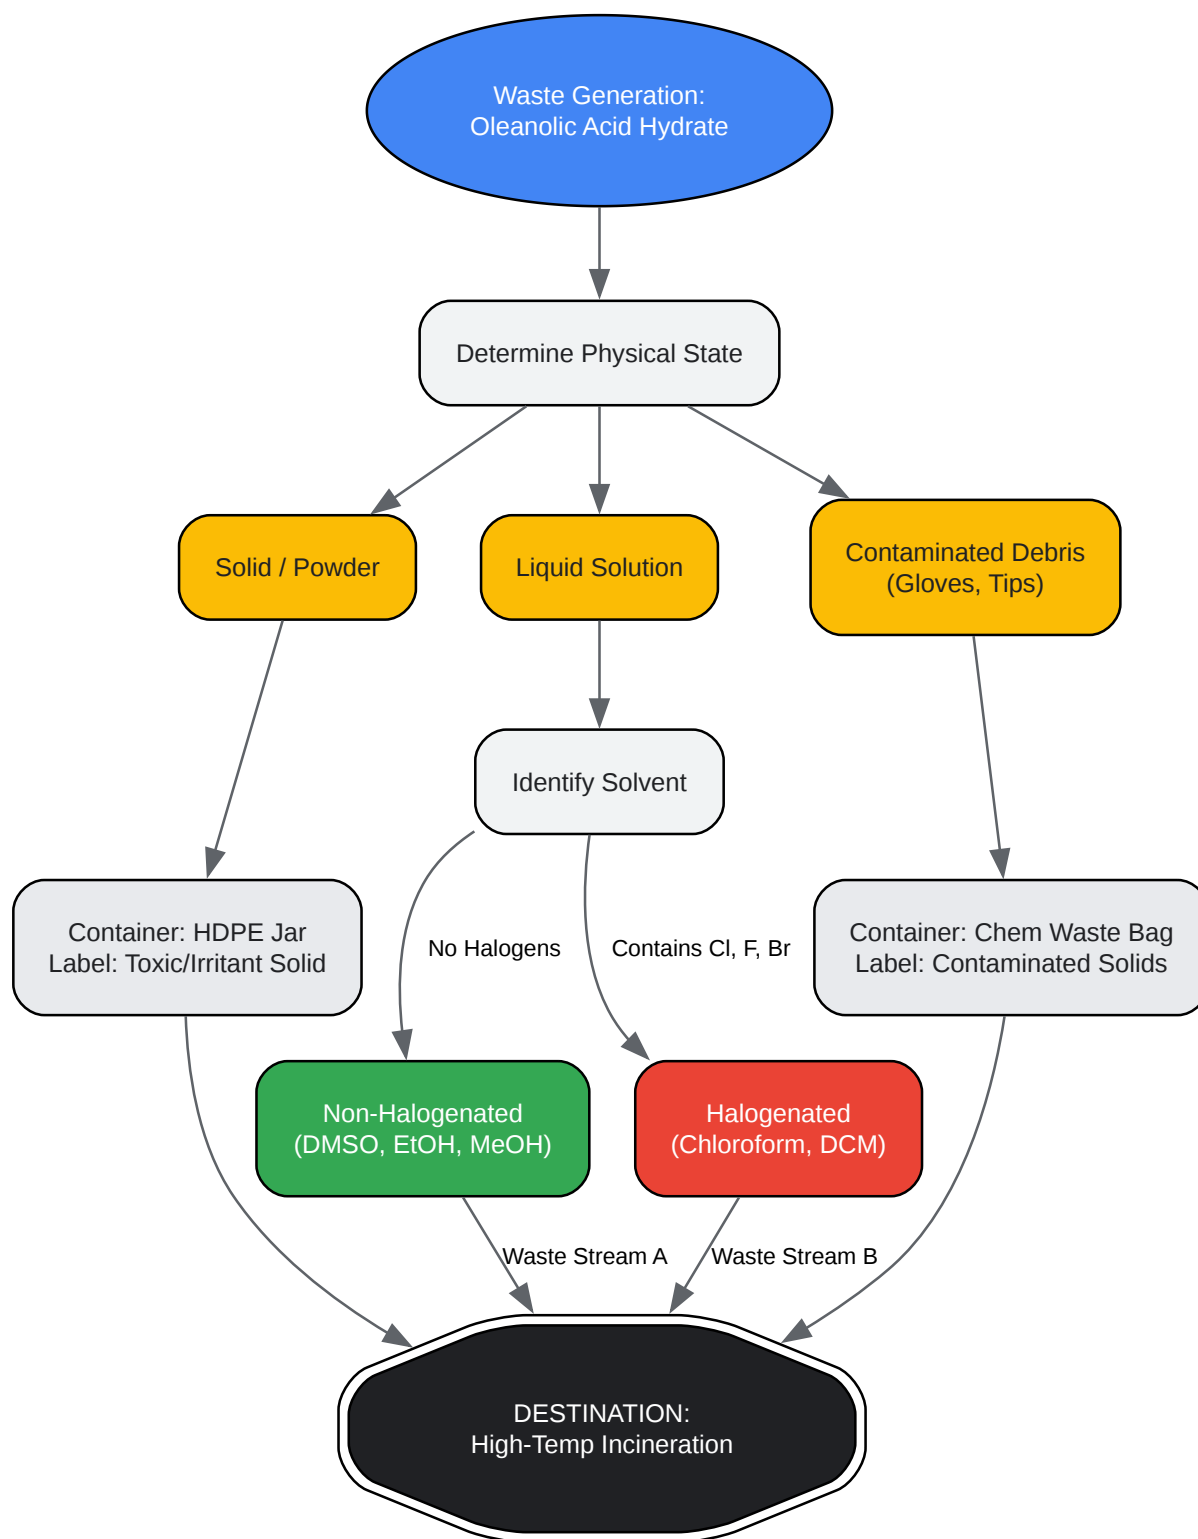 Waste Generation:
Oleanolic Acid Hydrate
Determine Physical State
Solid / Powder
Liquid Solution
Contaminated Debris
(Gloves, Tips)
Identify Solvent
Container: HDPE Jar
Label: Toxic/Irritant Solid
No Halogens
Contains Cl, F, Br
Container: Chem Waste Bag
Label: Contaminated Solids
Non-Halogenated
(DMSO, EtOH, MeOH)
Halogenated
(Chloroform, DCM)
Waste Stream A
Waste Stream B
DESTINATION:
High-Temp Incineration